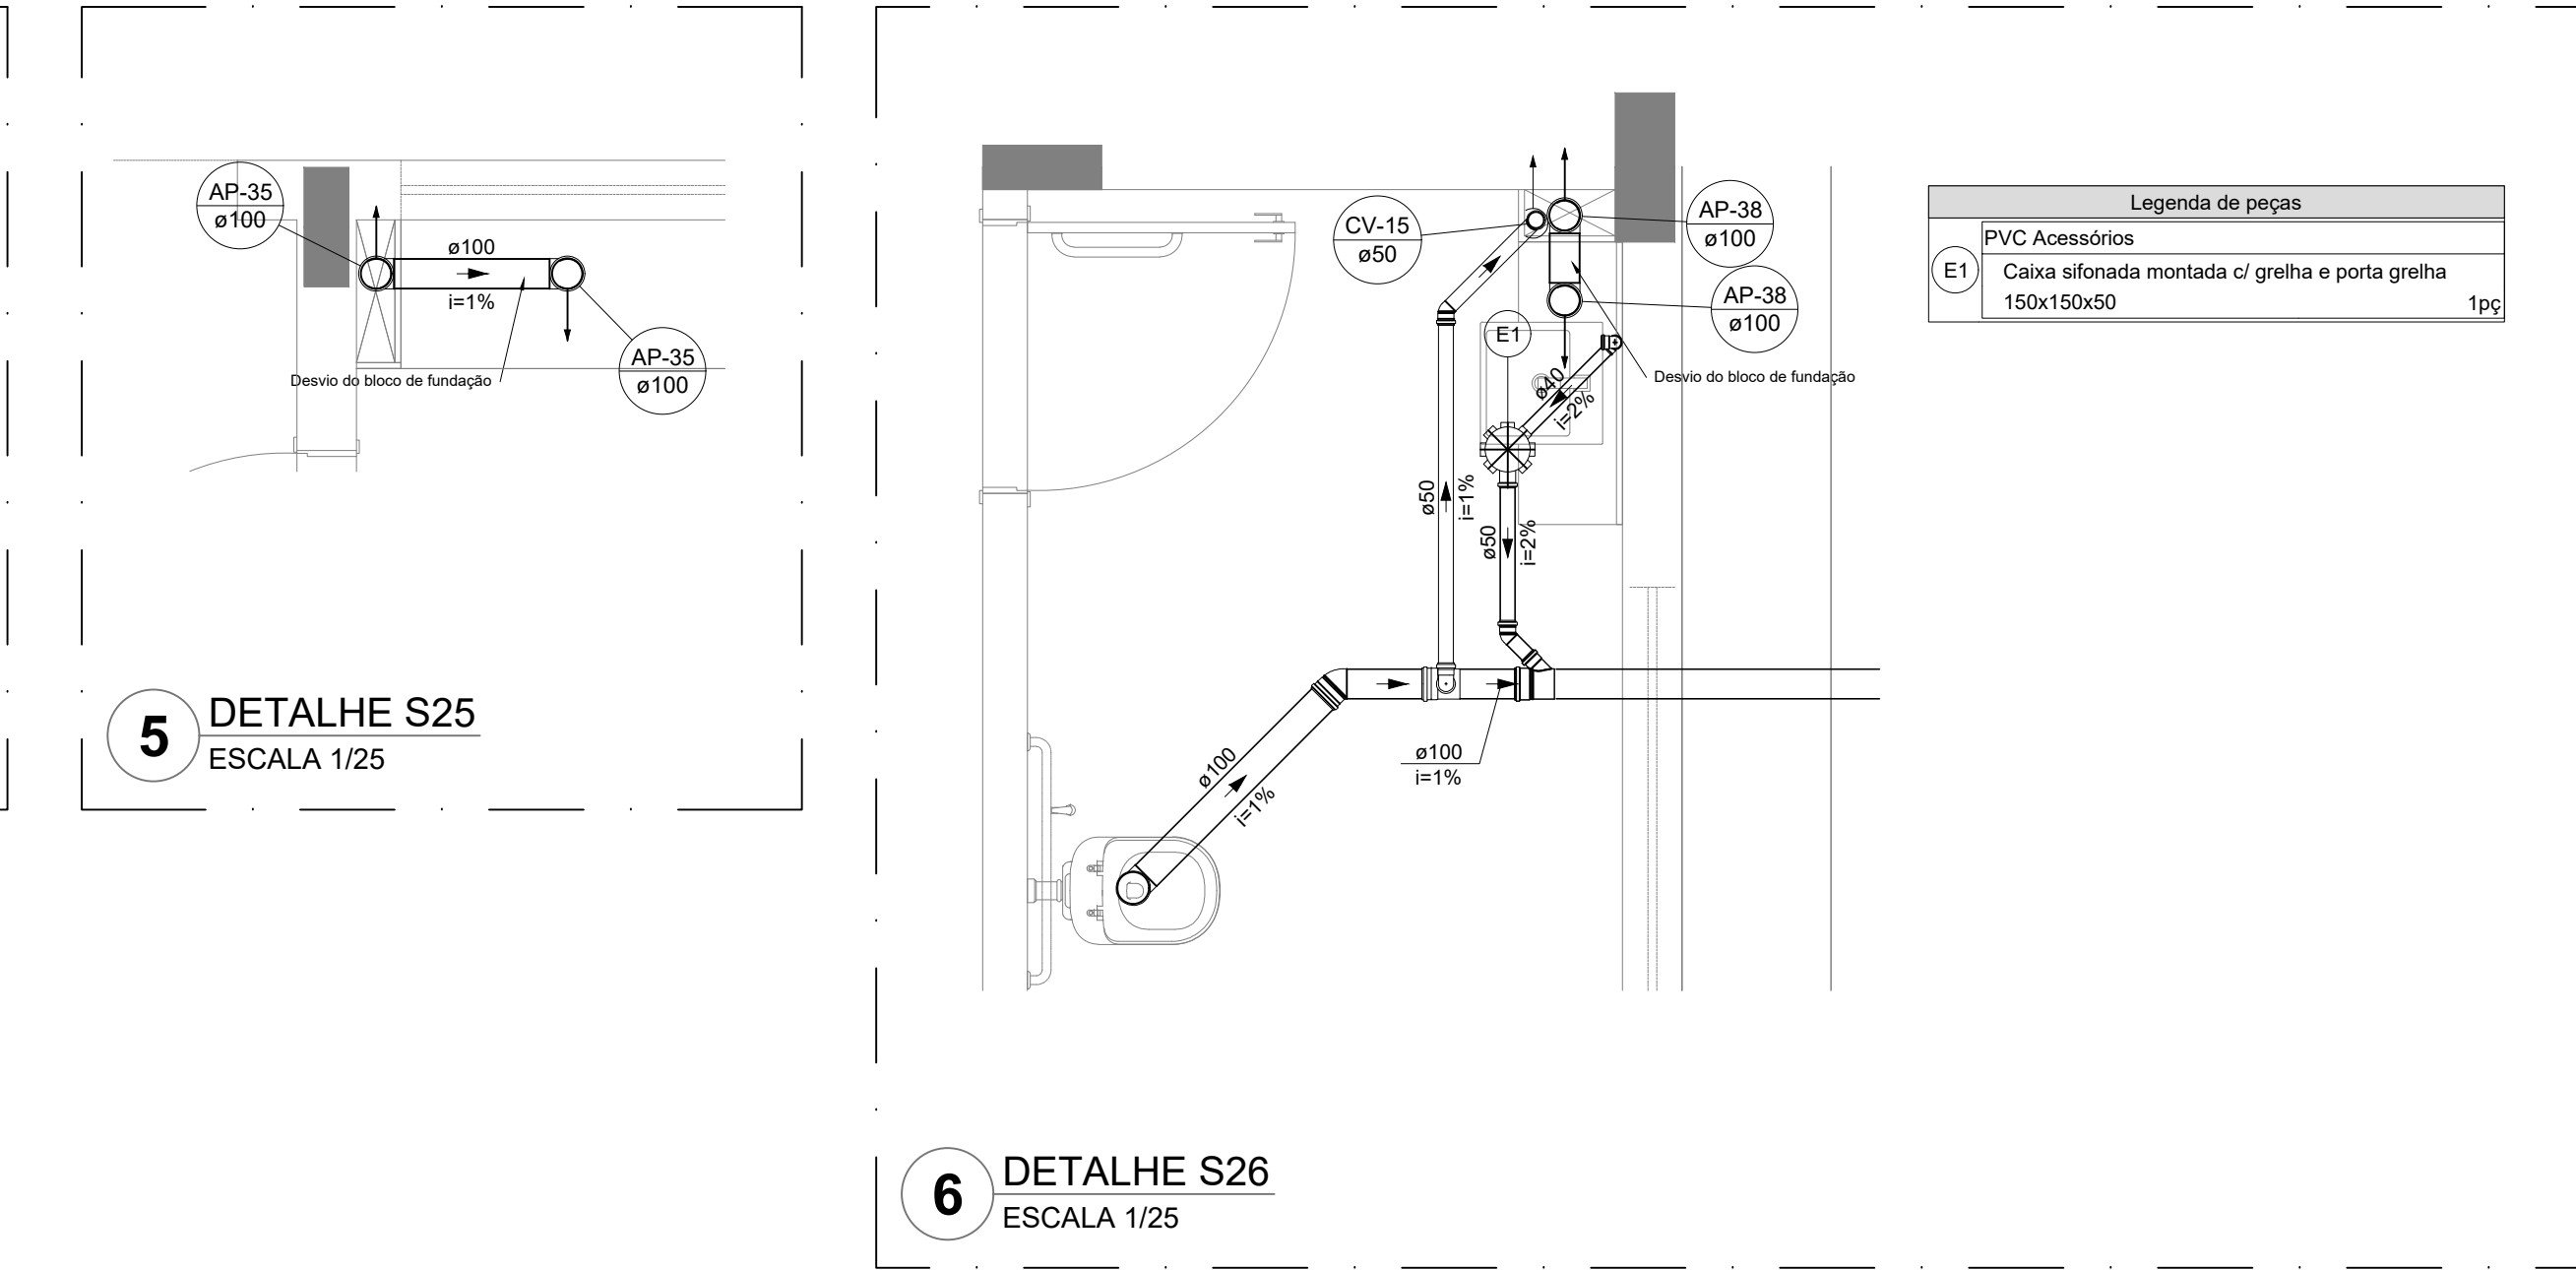 AP-35
ø100
ø100
i=1%
AP-35
ø100
Desvio do bloco de fundação
5
DETALHE S25
ESCALA 1/25
CV-15
ø50
AP-38
ø100
AP-38
ø100
E1
Desvio do bloco de fundação
ø40
i=2%
ø50
i=1%
ø50
i=2%
ø100
i=1%
ø100
i=1%
6
DETALHE S26
ESCALA 1/25
Legenda de peças
PVC Acessórios
E1
Caixa sifonada montada c/ grelha e porta grelha
150x150x50 1pç